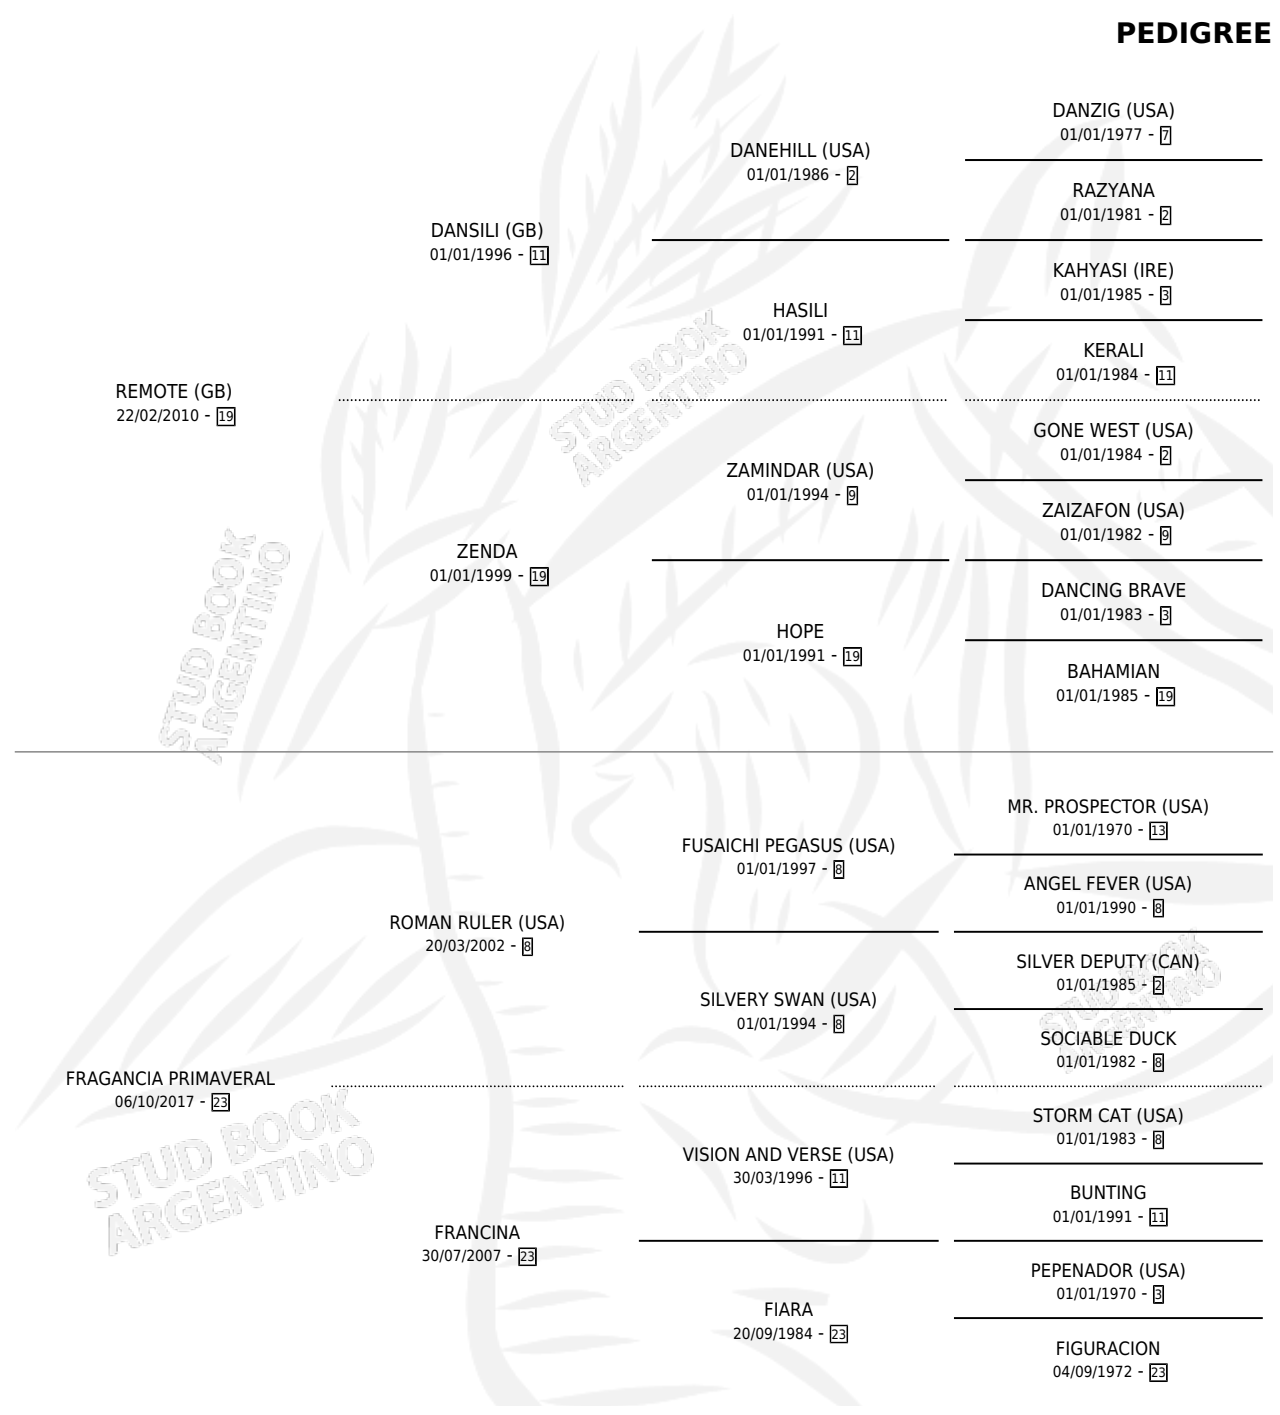 PEDIGREE
DANZIG (USA)
01/01/1977 - 7
DANEHILL (USA)
01/01/1986 - 2
RAZYANA
01/01/1981 - 2
DANSILI (GB)
01/01/1996 - 11
KAHYASI (IRE)
01/01/1985 - 3
HASILI
01/01/1991 - 11
KERALI
01/01/1984 - 11
REMOTE (GB)
22/02/2010 - 19
GONE WEST (USA)
01/01/1984 - 2
ZAMINDAR (USA)
01/01/1994 - 9
ZAIZAFON (USA)
01/01/1982 - 9
ZENDA
01/01/1999 - 19
DANCING BRAVE
01/01/1983 - 3
HOPE
01/01/1991 - 19
BAHAMIAN
01/01/1985 - 19
MR. PROSPECTOR (USA)
01/01/1970 - 13
FUSAICHI PEGASUS (USA)
01/01/1997 - 8
ANGEL FEVER (USA)
01/01/1990 - 8
ROMAN RULER (USA)
20/03/2002 - 8
SILVER DEPUTY (CAN)
01/01/1985 - 2
SILVERY SWAN (USA)
01/01/1994 - 8
SOCIABLE DUCK
01/01/1982 - 8
FRAGANCIA PRIMAVERAL
06/10/2017 - 23
STORM CAT (USA)
01/01/1983 - 8
VISION AND VERSE (USA)
30/03/1996 - 11
BUNTING
01/01/1991 - 11
FRANCINA
30/07/2007 - 23
PEPENADOR (USA)
01/01/1970 - 3
FIARA
20/09/1984 - 23
FIGURACION
04/09/1972 - 23
STUD BOOK
ARGENTINO
STUD BOOK
ARGENTINO
STUD BOOK
ARGENTINO
STUD BOOK
ARGENTINO